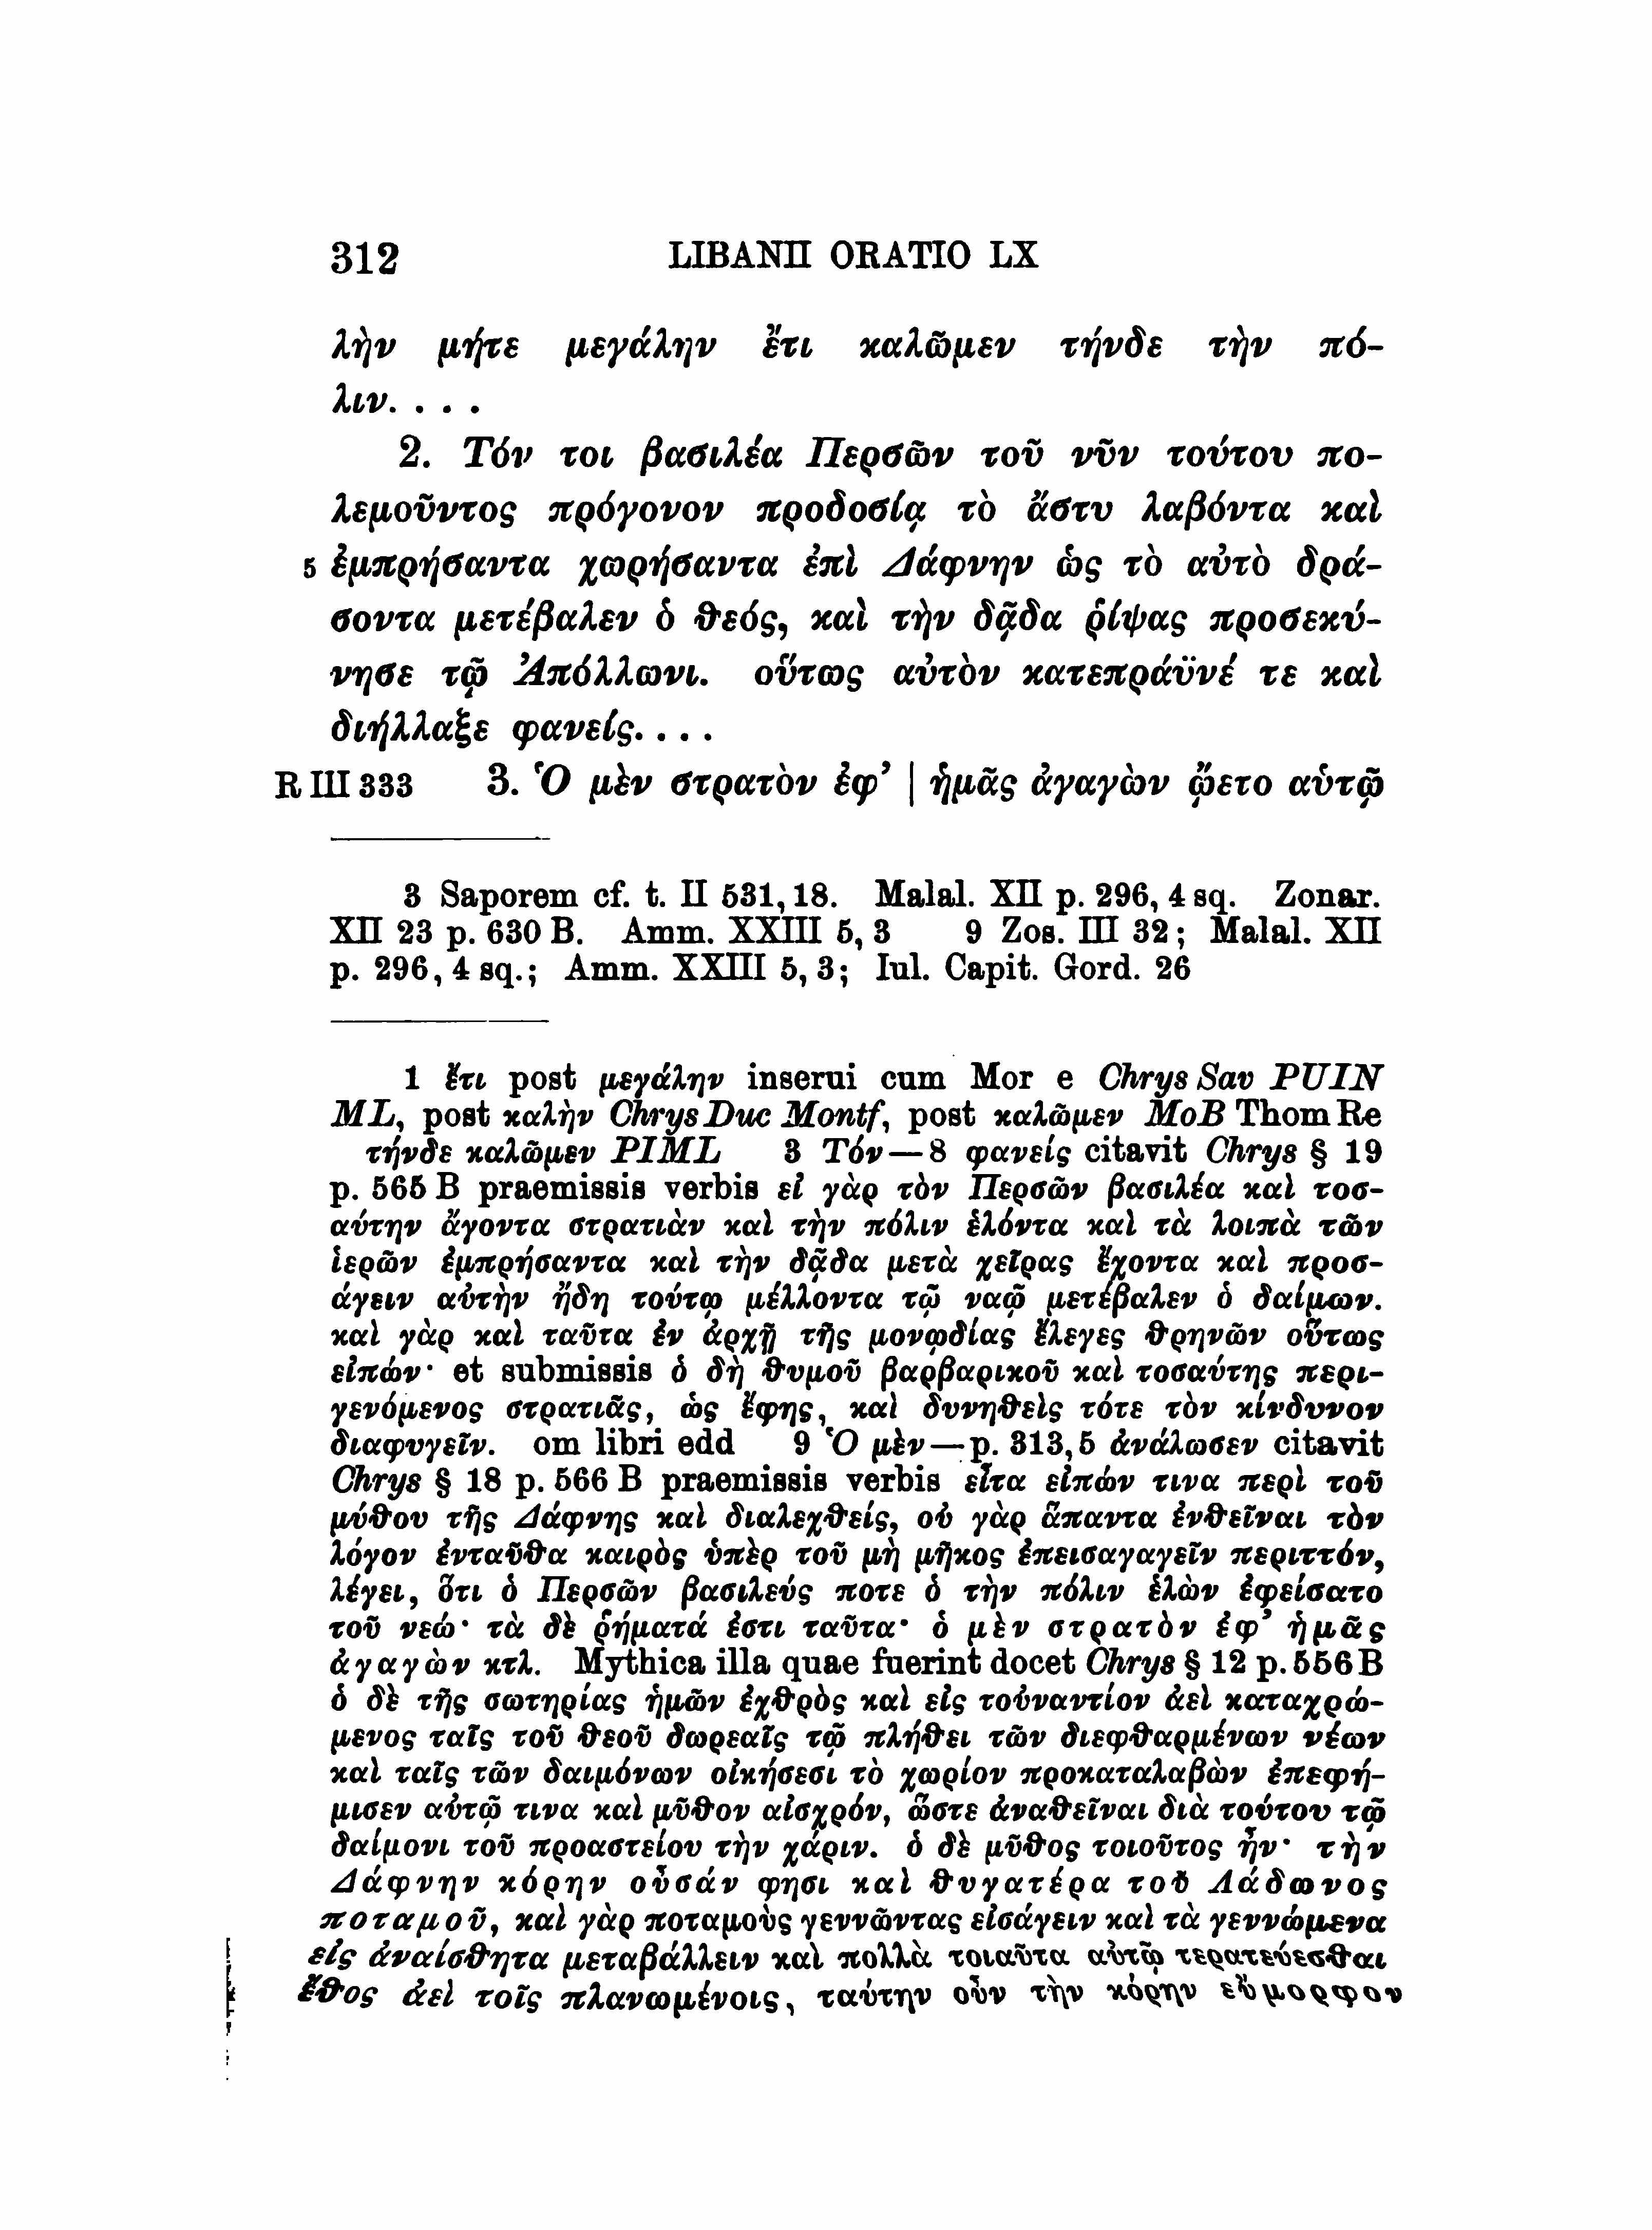 312 LIBANII ORATIO LX
λὴν μήτε μεγάλην ἔτι καλῶμεν τήνδε τὴν πό-
λιν. . . .
2. Τόν τοι βασιλέα Περσῶν τοῦ νῦν τούτου πο-
λεμοῦντος πρόγονον προδοσίᾳ τὸ ἄστυ λαβόντα καὶ
5 ἐμπρήσαντα χωρήσαντα ἐπὶ Δάφνην ὡς τὸ αὐτὸ δρά-
σοντα μετέβαλεν ὁ θεός, καὶ τὴν δᾷδα ῥίψας προσεκύ-
νησε τῷ Ἀπόλλωνι. οὕτως αὐτὸν κατεπράϋνέ τε καὶ
διήλλαξε φανείς. . . .
R III 333 3. Ὁ μὲν στρατὸν ἐφ’ | ἡμᾶς ἀγαγὼν ᾤετο αὑτῷ
3 Saporem cf. t. II 531, 18. Malal. XII p. 296, 4 sq. Zonar.
XII 23 p. 630 B. Amm. XXIII 5, 3 9 Zos. III 32; Malal. XII
p. 296, 4 sq.; Amm. XXIII 5, 3; Iul. Capit. Gord. 26
1 ἔτι post μεγάλην inserui cum Mor e Chrys Sav PUIN
ML, post καλὴν Chrys Duc Montf, post καλῶμεν MoB Thom Re
τήνδε καλῶμεν PIML 3 Τόν—8 φανείς citavit Chrys § 19
p. 565 B praemissis verbis εἰ γὰρ τὸν Περσῶν βασιλέα καὶ τοσ-
αύτην ἄγοντα στρατιὰν καὶ τὴν πόλιν ἑλόντα καὶ τὰ λοιπὰ τῶν
ἱερῶν ἐμπρήσαντα καὶ τὴν δᾷδα μετὰ χεῖρας ἔχοντα καὶ προσ-
άγειν αὐτὴν ἤδη τούτῳ μέλλοντα τῷ ναῷ μετέβαλεν ὁ δαίμων.
καὶ γὰρ καὶ ταῦτα ἐν ἀρχῇ τῆς μονῳδίας ἔλεγες θρηνῶν οὕτως
εἰπών· et submissis ὁ δὴ θυμοῦ βαρβαρικοῦ καὶ τοσαύτης περι-
γενόμενος στρατιᾶς, ὡς ἔφης, καὶ δυνηθεὶς τότε τὸν κίνδυνον
διαφυγεῖν. om libri edd 9 Ὁ μὲν—p. 313, 5 ἀνάλωσεν citavit
Chrys § 18 p. 566 B praemissis verbis εἶτα εἰπών τινα περὶ τοῦ
μύθου τῆς Δάφνης καὶ διαλεχθείς, οὐ γὰρ ἅπαντα ἐνθεῖναι τὸν
λόγον ἐνταῦθα καιρὸς ὑπὲρ τοῦ μὴ μῆκος ἐπεισαγαγεῖν περιττόν,
λέγει, ὅτι ὁ Περσῶν βασιλεύς ποτε ὁ τὴν πόλιν ἑλὼν ἐφείσατο
τοῦ νεώ· τὰ δὲ ῥήματά ἐστι ταῦτα· ὁ μὲν στρατὸν ἐφ’ ἡμᾶς
ἀγαγὼν κτλ. Mythica illa quae fuerint docet Chrys § 12 p. 556 B
ὁ δὲ τῆς σωτηρίας ἡμῶν ἐχθρὸς καὶ εἰς τοὐναντίον ἀεὶ καταχρώ-
μενος ταῖς τοῦ θεοῦ δωρεαῖς τῷ πλήθει τῶν διεφθαρμένων νέων
καὶ ταῖς τῶν δαιμόνων οἰκήσεσι τὸ χωρίον προκαταλαβὼν ἐπεφή-
μισεν αὐτῷ τινα καὶ μῦθον αἰσχρόν, ὥστε ἀναθεῖναι διὰ τούτου τῷ
δαίμονι τοῦ προαστείου τὴν χάριν. ὁ δὲ μῦθος τοιοῦτος ἦν· τὴν
Δάφνην κόρην οὖσάν φησι καὶ θυγατέρα τοῦ Λάδωνος
ποταμοῦ, καὶ γὰρ ποταμοὺς γεννῶντας εἰσάγειν καὶ τὰ γεννώμενα
εἰς ἀναίσθητα μεταβάλλειν καὶ πολλὰ τοιαῦτα αὐτῷ τερατεύεσθαι
ἔθος ἀεὶ τοῖς πλανωμένοις, ταύτην οὖν τὴν κόρην εὔμορφον